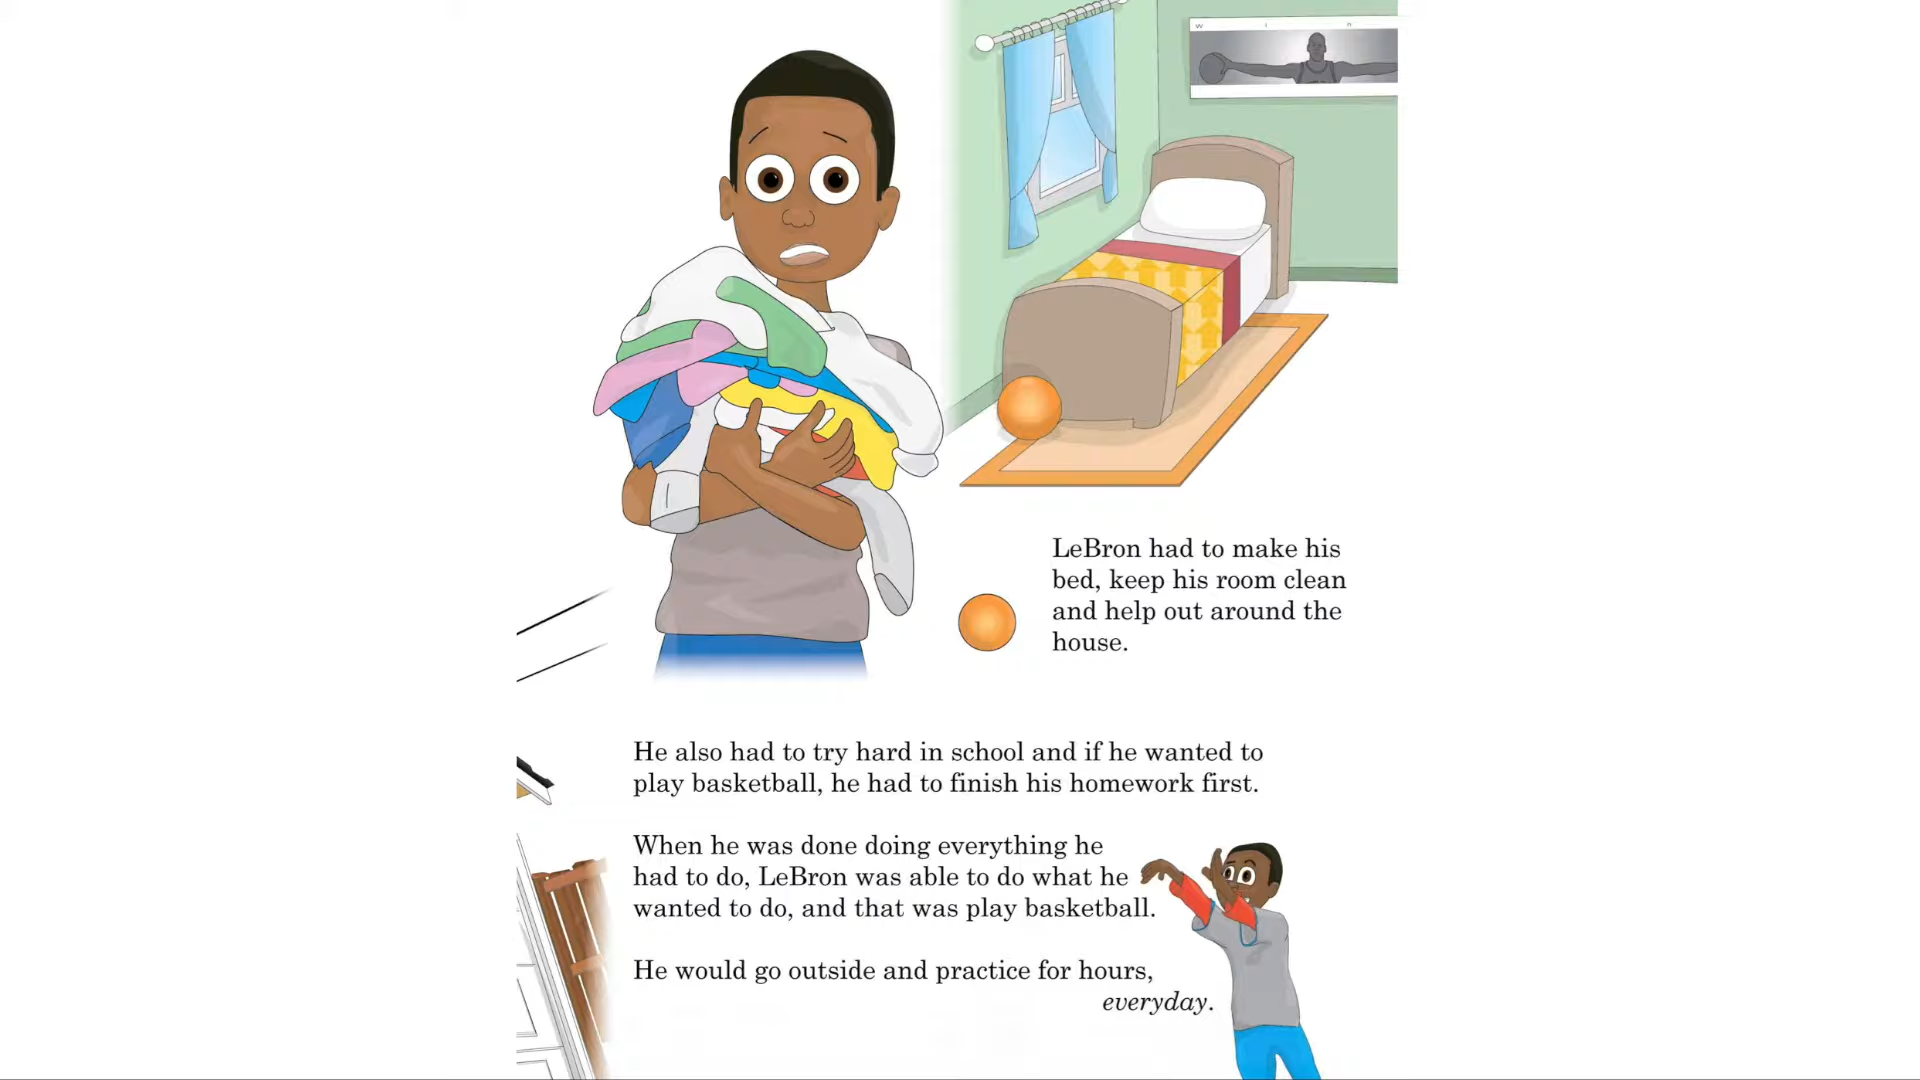 W i n
LeBron had to make his
bed, keep his room clean
and help out around the
house.
He also had to try hard in school and if he wanted to
play basketball, he had to finish his homework first.
When he was done doing everything he
had to do, LeBron was able to do what he
wanted to do, and that was play basketball.
He would go outside and practice for hours,
everyday.